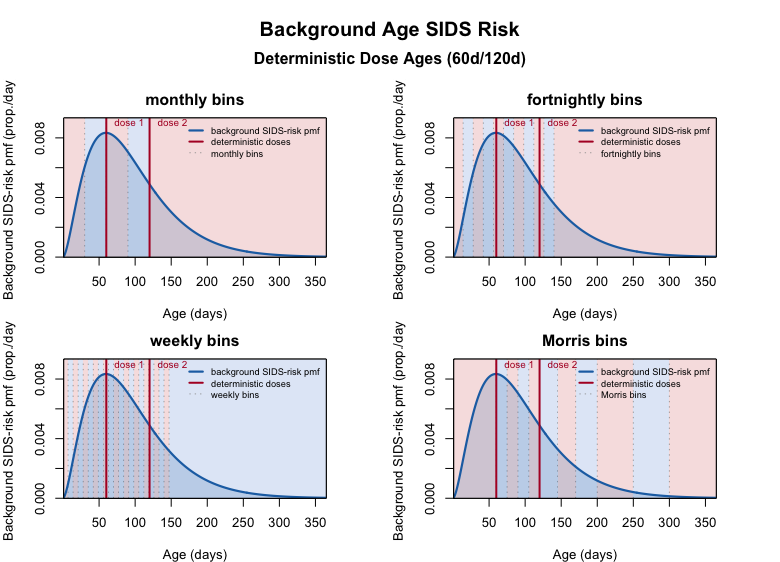 Background Age SIDS Risk
Deterministic Dose Ages (60d/120d)
monthly bins
Background SIDS-risk pmf (prop./day
0.000
0.004
0.008
dose 1
dose 2
background SIDS-risk pmf
deterministic doses
monthly bins
50 100 150 200 250 300 350
Age (days)
fortnightly bins
Background SIDS-risk pmf (prop./day
0.000
0.004
0.008
dose 1
dose 2
background SIDS-risk pmf
deterministic doses
fortnightly bins
50 100 150 200 250 300 350
Age (days)
weekly bins
Background SIDS-risk pmf (prop./day
0.000
0.004
0.008
dose 1
dose 2
background SIDS-risk pmf
deterministic doses
weekly bins
50 100 150 200 250 300 350
Age (days)
Morris bins
Background SIDS-risk pmf (prop./day
0.000
0.004
0.008
dose 1
dose 2
background SIDS-risk pmf
deterministic doses
Morris bins
50 100 150 200 250 300 350
Age (days)